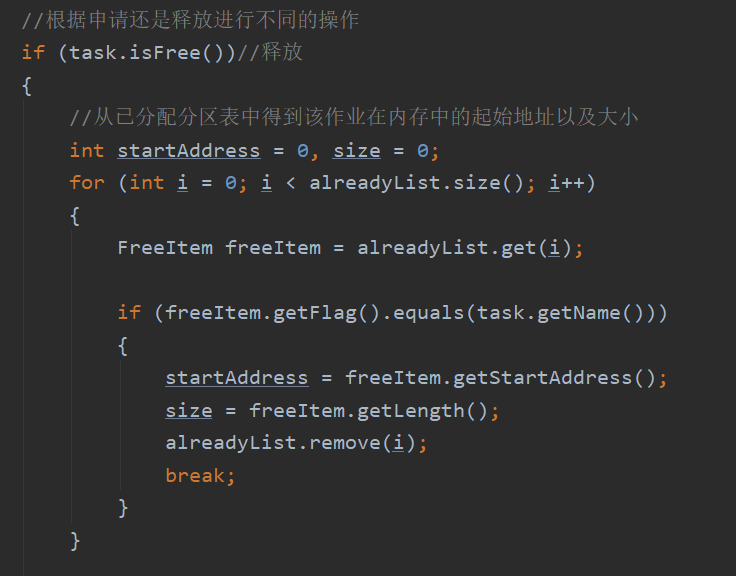 //根据申请还是释放进行不同的操作
if (task.isFree())//释放
{
//从已分配分区表中得到该作业在内存中的起始地址以及大小
int startAddress = 0, size = 0;
for (int i = 0; i < alreadyList.size(); i++)
{
FreeItem freeItem = alreadyList.get(i);
if (freeItem.getFlag().equals(task.getName()))
{
startAddress = freeItem.getStartAddress();
size = freeItem.getLength();
alreadyList.remove(i);
break;
}
}